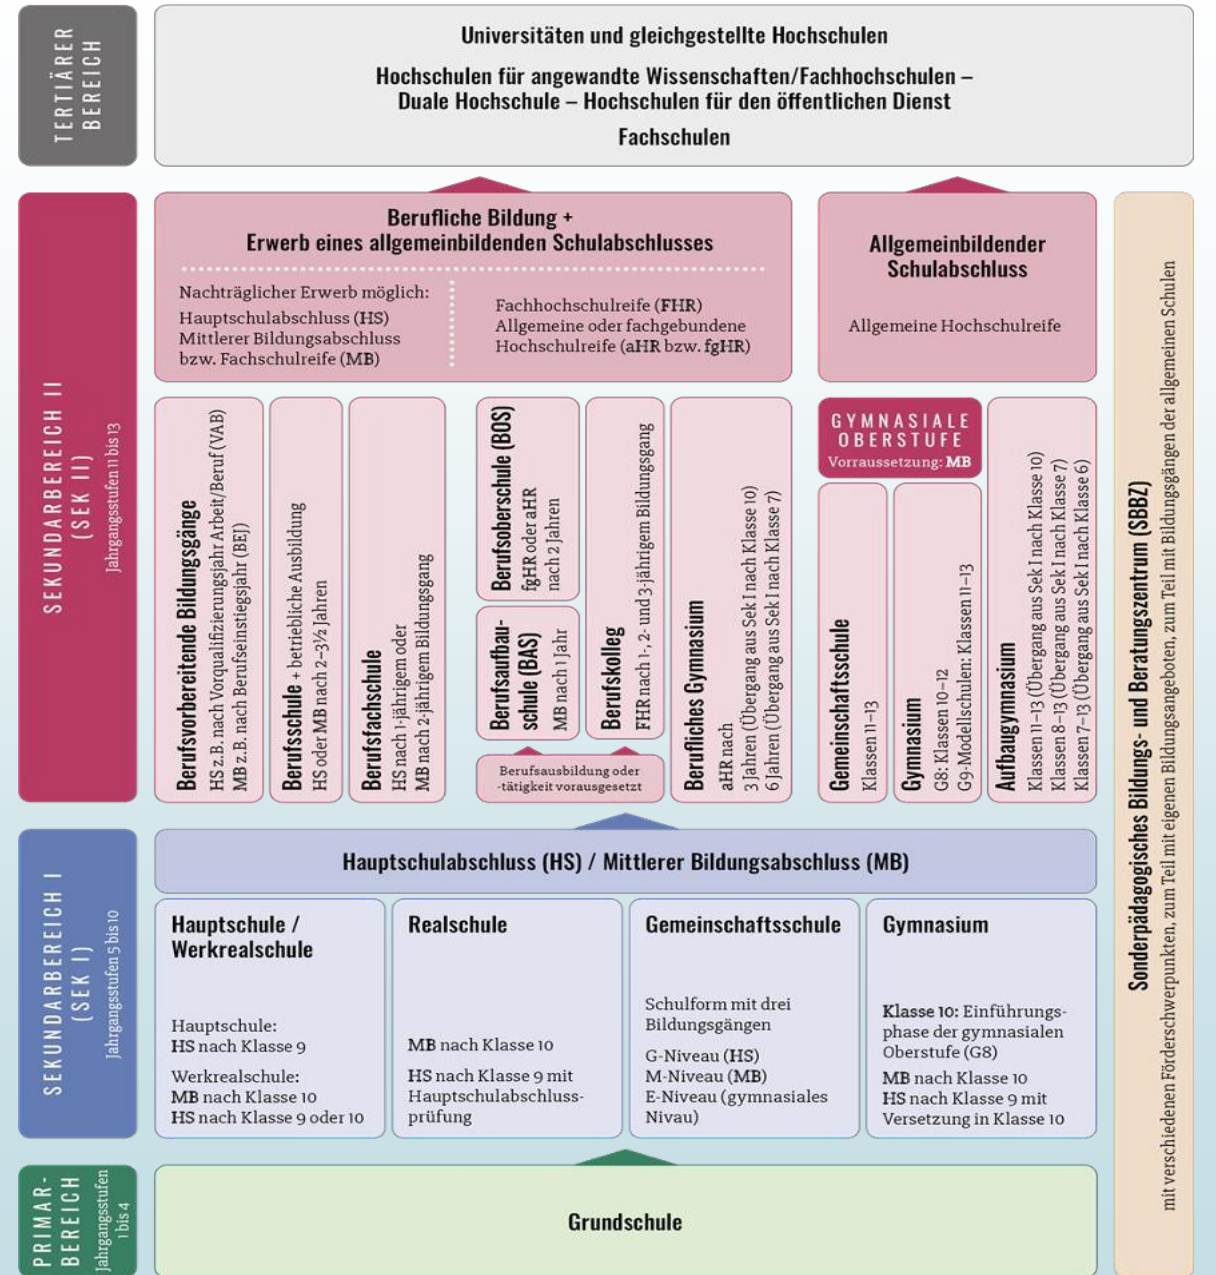 TERTIÄRER
BEREICH
Universitäten und gleichgestellte Hochschulen
Hochschulen für angewandte Wissenschaften/Fachhochschulen –
Duale Hochschule – Hochschulen für den öffentlichen Dienst
Fachschulen
SEKUNDARBEREICH II
(SEK II)
Jahrgangsstufen 11 bis 13
Berufliche Bildung +
Erwerb eines allgemeinbildenden Schulabschlusses
Nachträglicher Erwerb möglich:
Hauptschulabschluss (HS)
Mittlerer Bildungsabschluss
bzw. Fachschulreife (MB)
Fachhochschulreife (FHR)
Allgemeine oder fachgebundene
Hochschulreife (aHR bzw. fgHR)
Allgemeinbildender
Schulabschluss
Allgemeine Hochschulreife
Berufsvorbereitende Bildungsgänge
HS z.B. nach Vorqualifizierungsjahr Arbeit/Beruf (VAB)
MB z.B. nach Berufseinstiegsjahr (BEJ)
Berufsschule + betriebliche Ausbildung
HS oder MB nach 2–3½ Jahren
Berufsfachschule
HS nach 1-jährigem oder
MB nach 2-jährigem Bildungsgang
Berufsoberschule (BOS)
fgHR oder aHR
nach 2 Jahren
Berufsaufbau-
schule (BAS)
MB nach 1 Jahr
Berufskolleg
FHR nach 1-, 2- und 3-jährigem Bildungsgang
Berufsausbildung oder
-tätigkeit vorausgesetzt
Berufliches Gymnasium
aHR nach
3 Jahren (Übergang aus Sek I nach Klasse 10)
6 Jahren (Übergang aus Sek I nach Klasse 7)
GYMNASIALE
OBERSTUFE
Vorraussetzung: MB
Gemeinschaftsschule
Klassen 11–13
Gymnasium
G8: Klassen 10–12
G9-Modellschulen: Klassen 11–13
Aufbaugymnasium
Klassen 11–13 (Übergang aus Sek I nach Klasse 10)
Klassen 8–13 (Übergang aus Sek I nach Klasse 7)
Klassen 7–13 (Übergang aus Sek I nach Klasse 6)
Sonderpädagogisches Bildungs- und Beratungszentrum (SBBZ)
mit verschiedenen Förderschwerpunkten, zum Teil mit eigenen Bildungsangeboten, zum Teil mit Bildungsgängen der allgemeinen Schulen
SEKUNDARBEREICH I
(SEK I)
Jahrgangsstufen 5 bis 10
Hauptschulabschluss (HS) / Mittlerer Bildungsabschluss (MB)
Hauptschule /
Werkrealschule
Hauptschule:
HS nach Klasse 9
Werkrealschule:
MB nach Klasse 10
HS nach Klasse 9 oder 10
Realschule
MB nach Klasse 10
HS nach Klasse 9 mit
Hauptschulabschluss-
prüfung
Gemeinschaftsschule
Schulform mit drei
Bildungsgängen
G-Niveau (HS)
M-Niveau (MB)
E-Niveau (gymnasiales
Nivau)
Gymnasium
Klasse 10: Einführungs-
phase der gymnasialen
Oberstufe (G8)
MB nach Klasse 10
HS nach Klasse 9 mit
Versetzung in Klasse 10
PRIMAR-
BEREICH
Jahrgangsstufen
1 bis 4
Grundschule